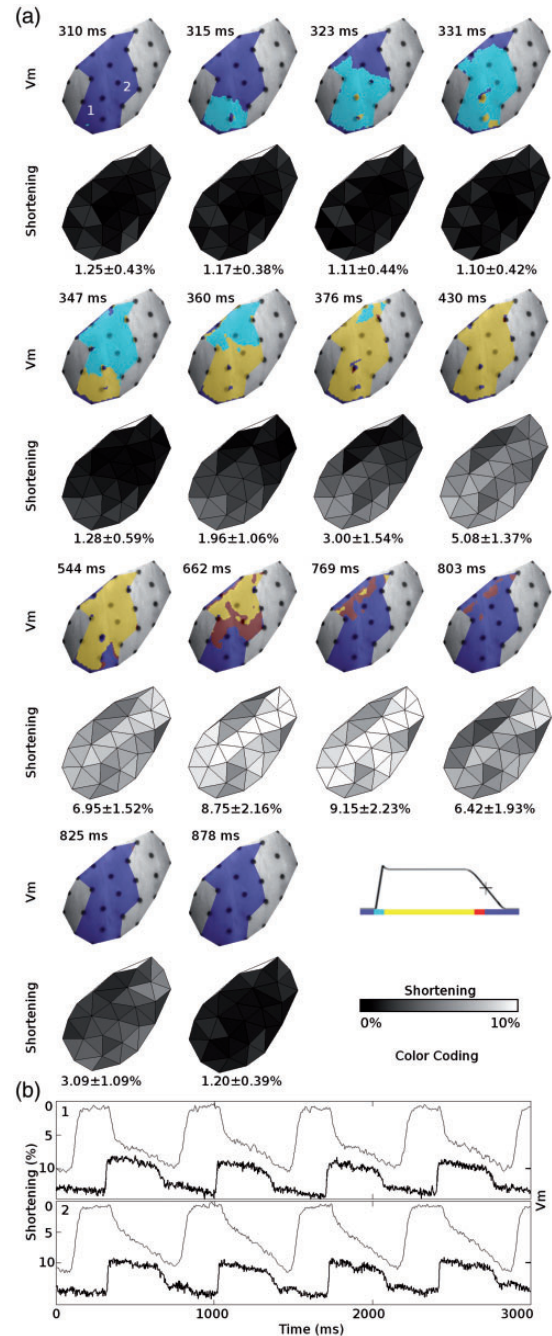 (a)
310 ms 315 ms 323 ms 331 ms
Vm
1 2
Shortening
1.25±0.43% 1.17±0.38% 1.11±0.44% 1.10±0.42%
347 ms 360 ms 376 ms 430 ms
Vm
Shortening
1.28±0.59% 1.96±1.06% 3.00±1.54% 5.08±1.37%
544 ms 662 ms 769 ms 803 ms
Vm
Shortening
6.95±1.52% 8.75±2.16% 9.15±2.23% 6.42±1.93%
825 ms 878 ms
Vm
Shortening
Shortening
0% 10%
Color Coding
3.09±1.09% 1.20±0.39%
(b)
0
5
10
1
0
5
10
2
Shortening (%)
Vm
0 1000 2000 3000
Time (ms)